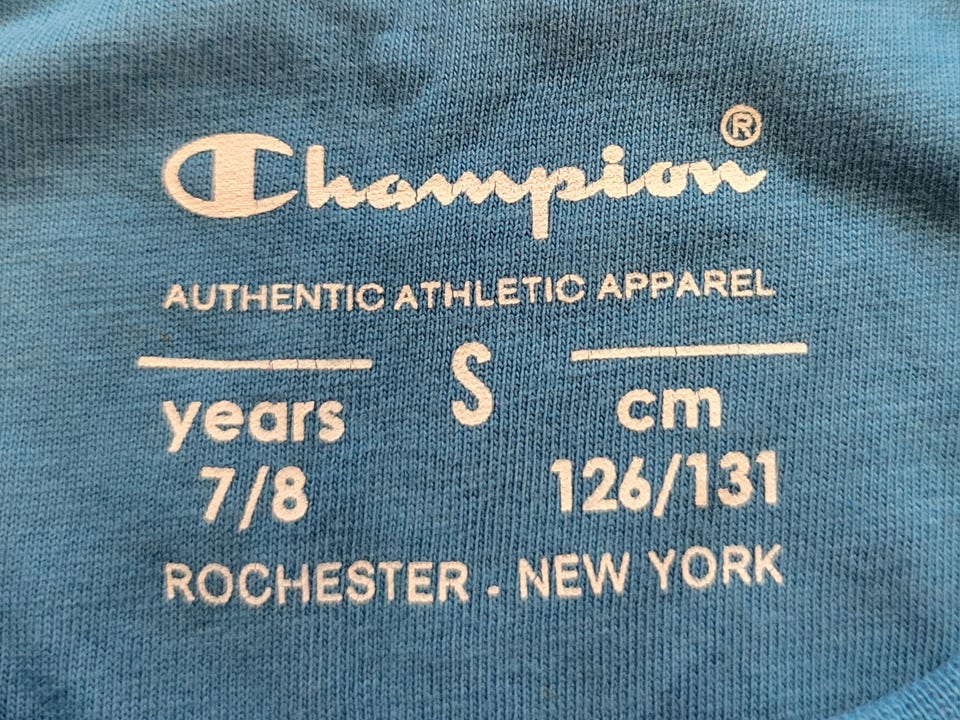 Champion®
AUTHENTIC ATHLETIC APPAREL
S
years cm
7/8 126/131
ROCHESTER - NEW YORK